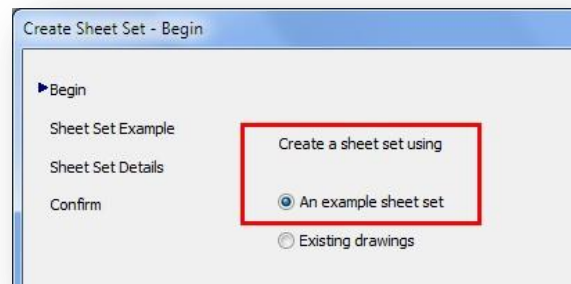 Create Sheet Set - Begin
Begin
Sheet Set Example
Sheet Set Details
Confirm
Create a sheet set using
An example sheet set
Existing drawings